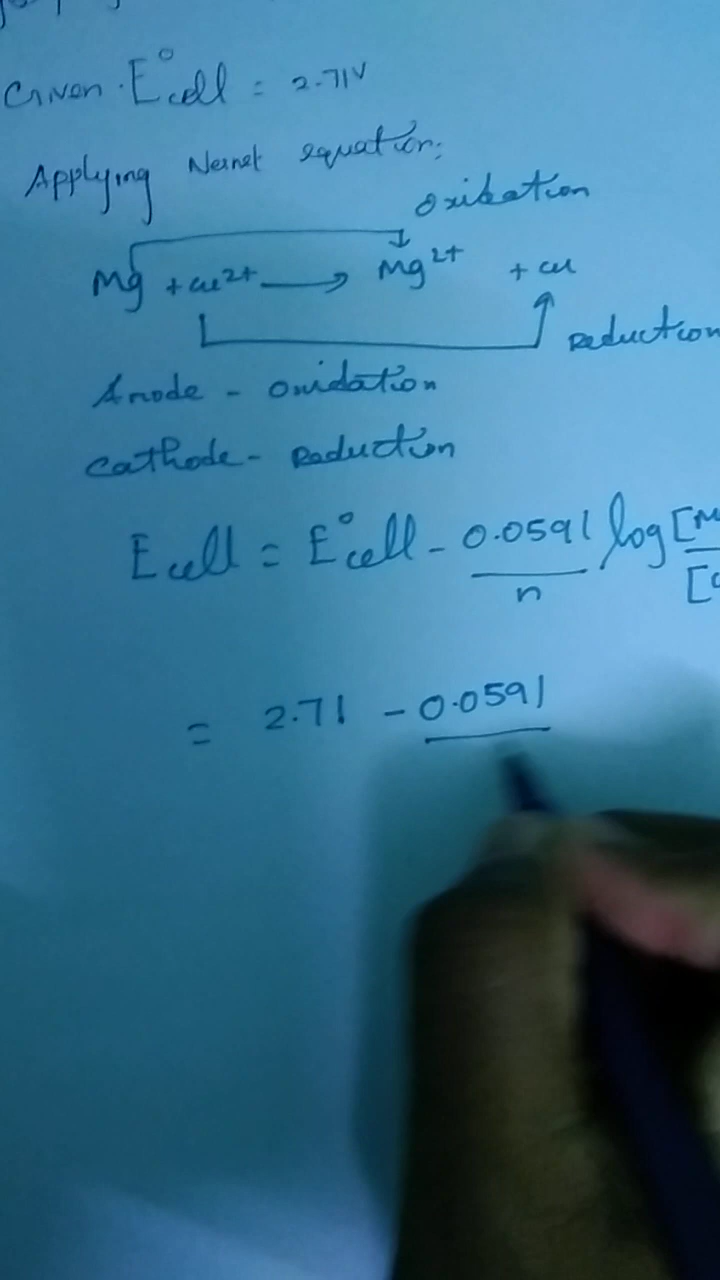 Given. E°cell = 2.71V
Applying Nernst equation:
oxidation
Mg + Cu2+ → Mg2+ + Cu
Reduction
Anode - oxidation
Cathode - Reduction
Ecell = E°cell - 0.0591/n log [M / [C
= 2.71 - 0.0591